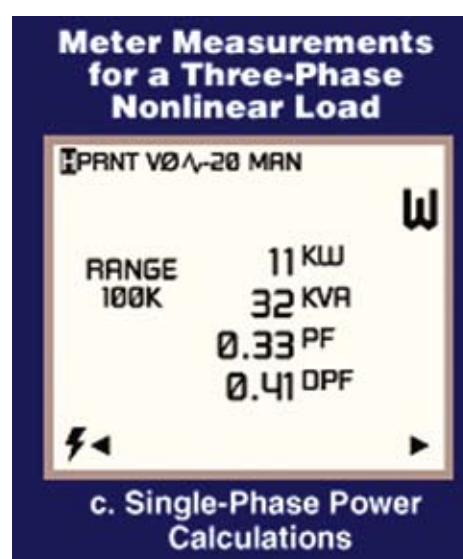 Meter Measurements
for a Three-Phase
Nonlinear Load
PRNT VØ -20 MAN
W
RANGE
100K
11 KW
32 KVA
0.33 PF
0.41 DPF
c. Single-Phase Power
Calculations